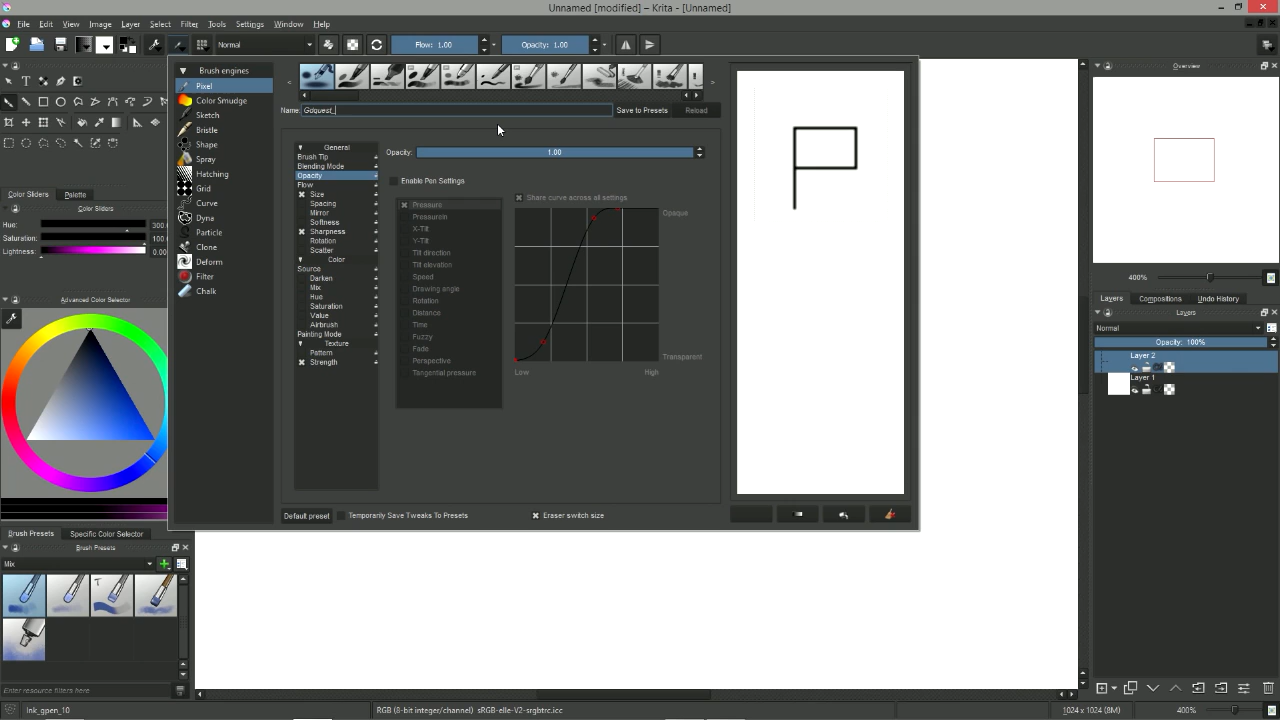 Unnamed [modified] – Krita - [Unnamed]
File Edit View Image Layer Select Filter Tools Settings Window Help
Normal Flow: 1.00 Opacity: 1.00
Brush engines
Pixel
Color Smudge
Sketch
Bristle
Shape
Spray
Hatching
Grid
Curve
Dyna
Particle
Clone
Deform
Filter
Chalk
Name: Gdquest_ Save to Presets Reload
General
Brush Tip
Blending Mode
Opacity
Flow
Size
Spacing
Mirror
Softness
Sharpness
Rotation
Scatter
Color
Source
Darken
Mix
Hue
Saturation
Value
Airbrush
Painting Mode
Texture
Pattern
Strength
Opacity: 1.00
Enable Pen Settings
Pressure
PressureIn
X-Tilt
Y-Tilt
Tilt direction
Tilt elevation
Speed
Drawing angle
Rotation
Distance
Time
Fuzzy
Fade
Perspective
Tangential pressure
Share curve across all settings
Opaque
Transparent
Low High
Default preset Temporarily Save Tweaks To Presets Eraser switch size
P
Color Sliders Palette
Color Sliders
Hue: 300.
Saturation: 100.
Lightness: 0.00
Advanced Color Selector
Brush Presets Specific Color Selector
Brush Presets
Mix
T
Enter resource filters here
Overview
400%
Layers Compositions Undo History
Layers
Normal
Opacity: 100%
Layer 2
Layer 1
Ink_gpen_10 RGB (8-bit integer/channel) sRGB-elle-V2-srgbtrc.icc 1024 x 1024 (8M) 400%